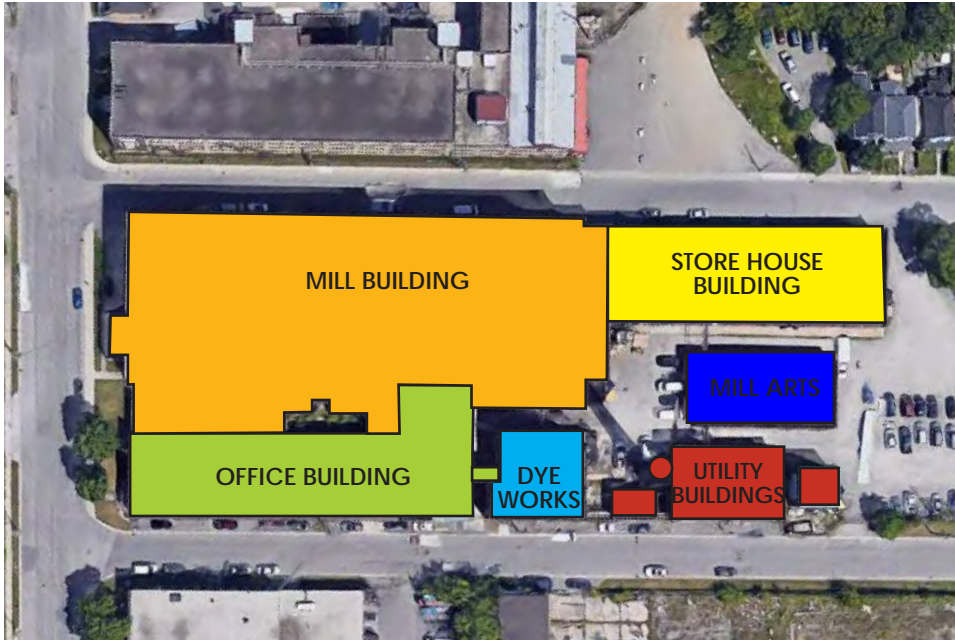 MILL BUILDING
STORE HOUSE
BUILDING
MILL ARTS
OFFICE BUILDING
DYE
WORKS
UTILITY
BUILDINGS